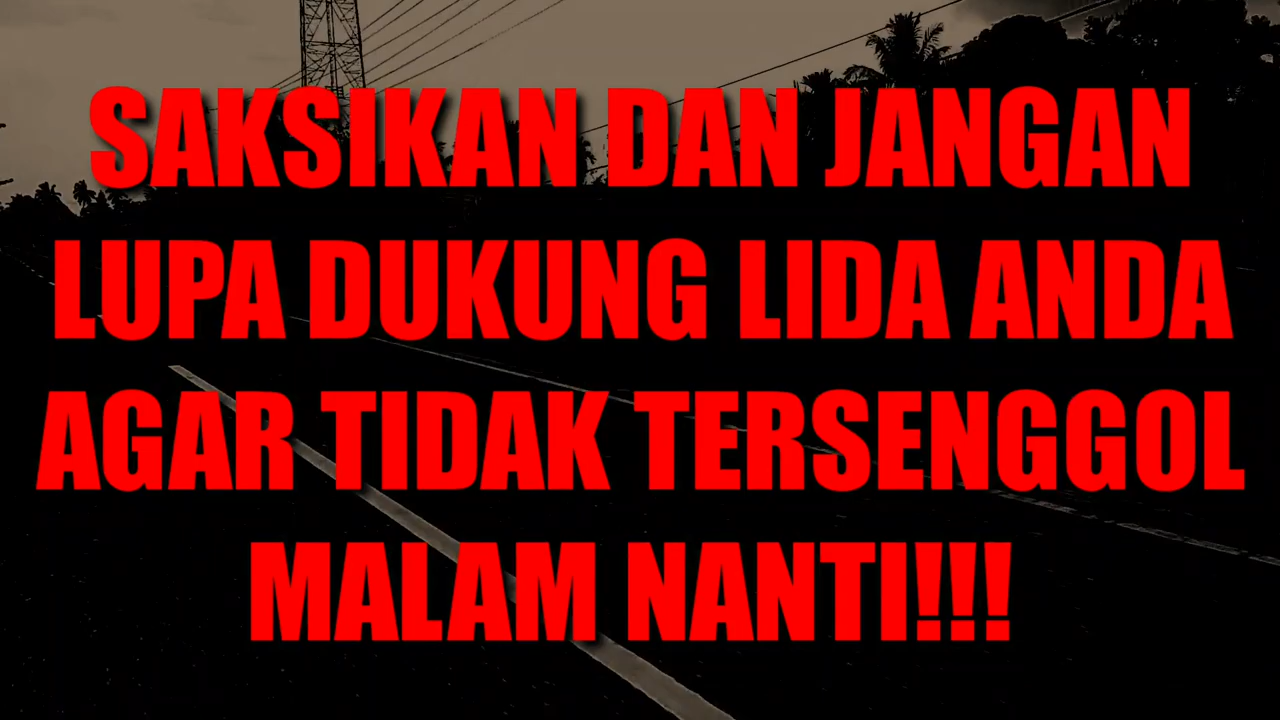 SAKSIKAN DAN JANGAN
LUPA DUKUNG LIDA ANDA
AGAR TIDAK TERSENGGOL
MALAM NANTI!!!